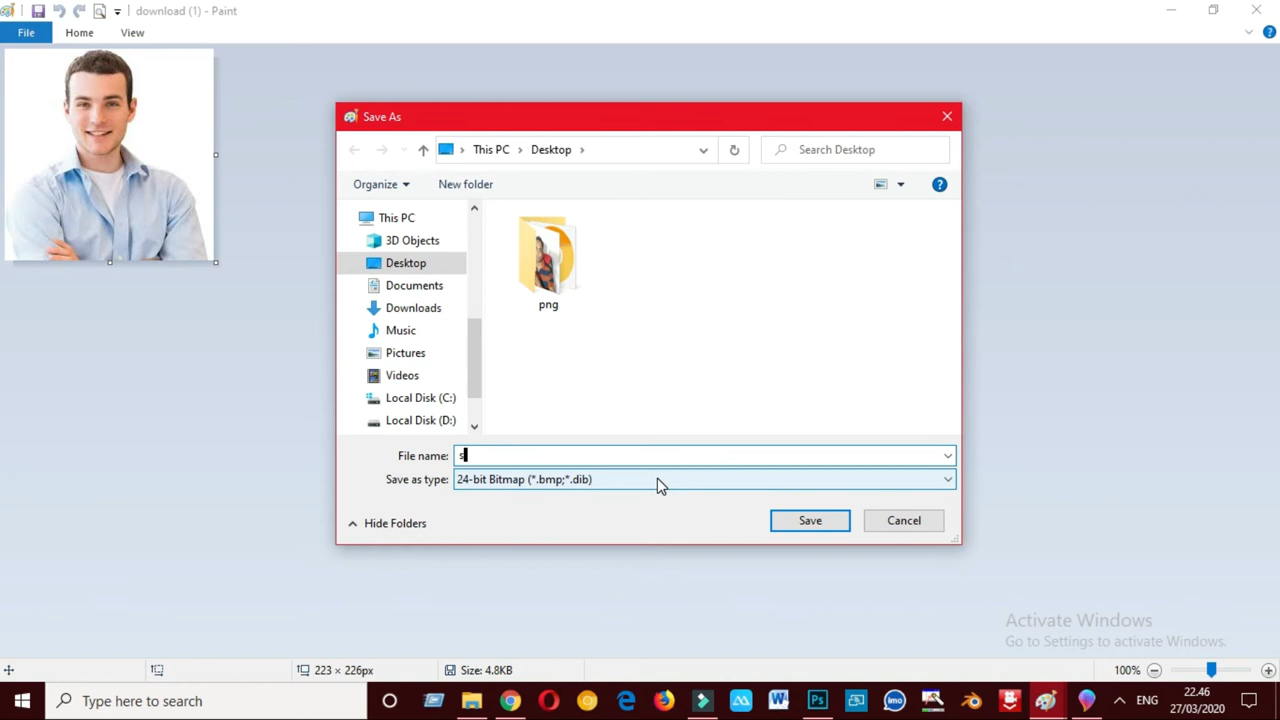 download (1) - Paint
File Home View
Save As
This PC Desktop
Search Desktop
Organize New folder
This PC
3D Objects
Desktop
Documents
Downloads
Music
Pictures
Videos
Local Disk (C:)
Local Disk (D:)
png
File name: s
Save as type: 24-bit Bitmap (*.bmp;*.dib)
Hide Folders
Save Cancel
Activate Windows
Go to Settings to activate Windows.
223 × 226px Size: 4.8KB 100%
Type here to search
Ps
imo
ENG
22.46
27/03/2020